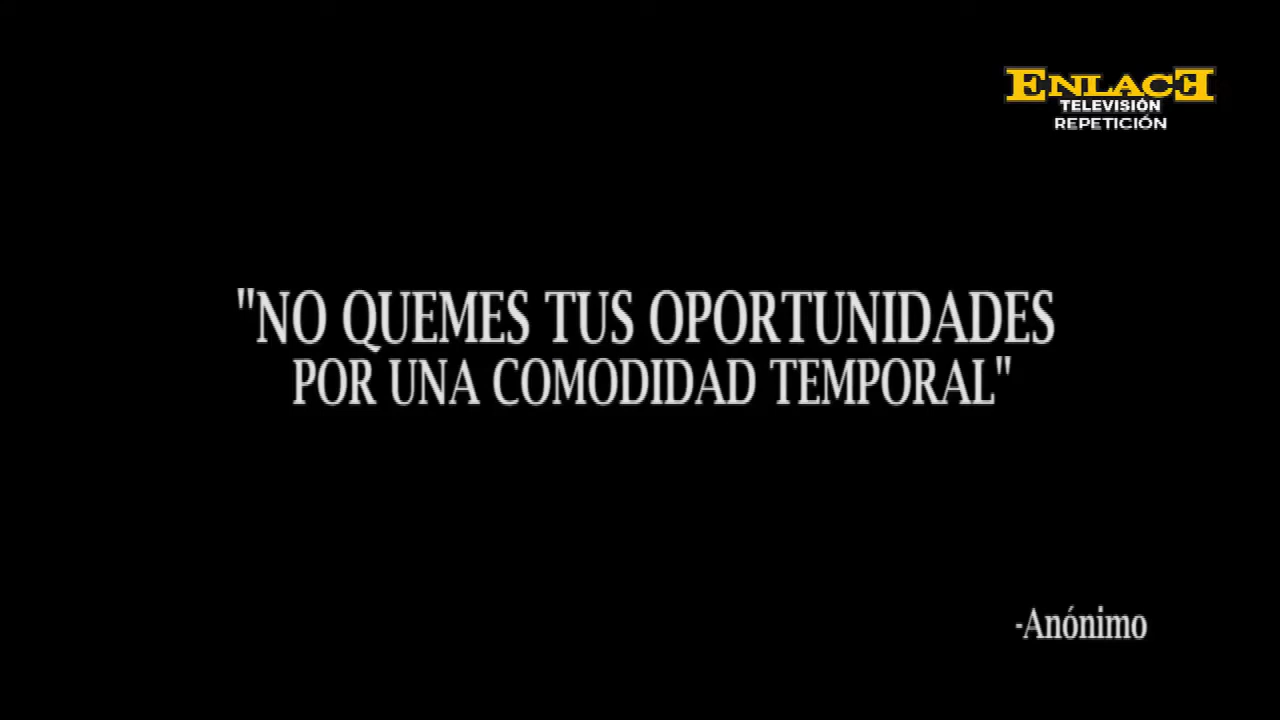 ENLACE
TELEVISIÓN
REPETICIÓN
"NO QUEMES TUS OPORTUNIDADES
POR UNA COMODIDAD TEMPORAL"
-Anónimo